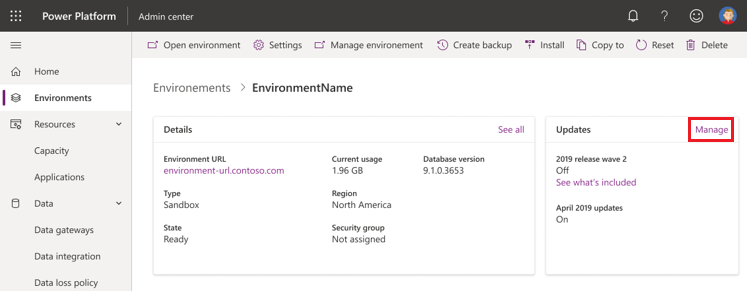 Power Platform Admin center
Open environment Settings Manage environement Create backup Install Copy to Reset Delete
Home
Environments
Resources
Capacity
Applications
Data
Data gateways
Data integration
Data loss policy
Environements > EnvironmentName
Details See all
Environment URL
environment-url.contoso.com
Current usage
1.96 GB
Database version
9.1.0.3653
Type
Sandbox
Region
North America
State
Ready
Security group
Not assigned
Updates Manage
2019 release wave 2
Off
See what's included
April 2019 updates
On